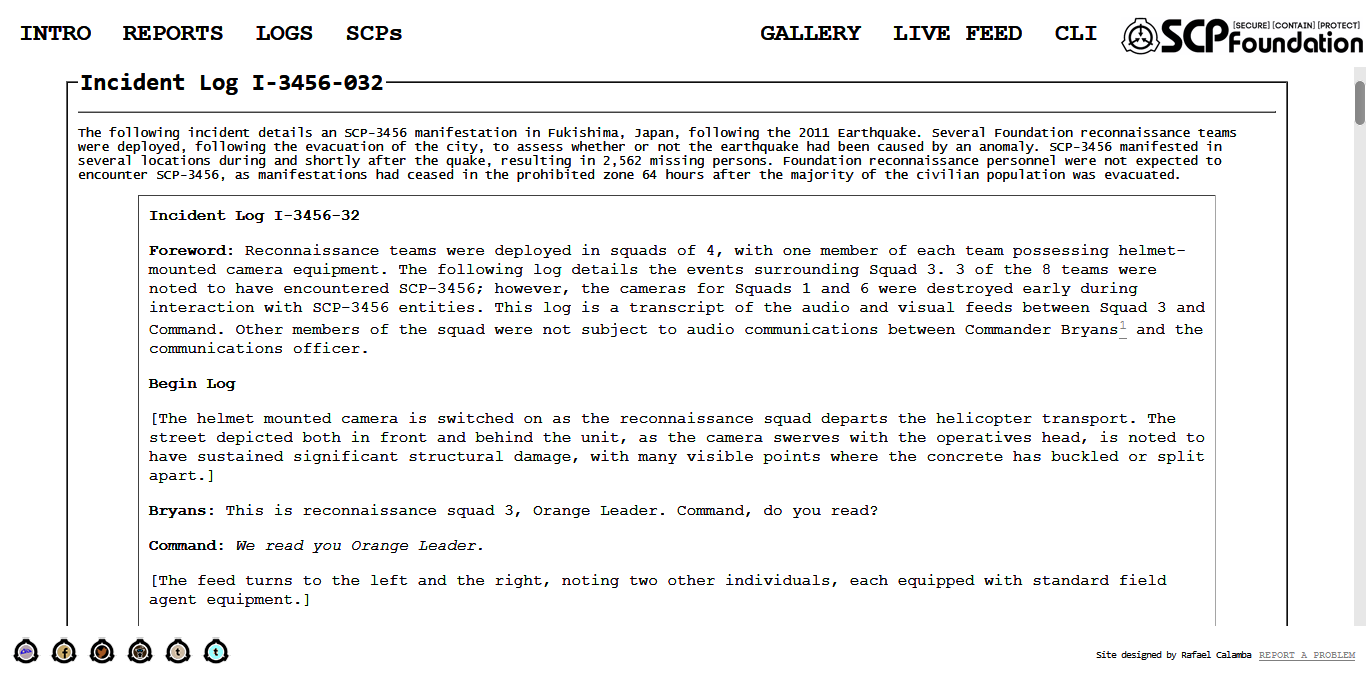 INTRO REPORTS LOGS SCPs GALLERY LIVE FEED CLI [SECURE] [CONTAIN] [PROTECT]
SCP Foundation
Incident Log I-3456-032
The following incident details an SCP-3456 manifestation in Fukishima, Japan, following the 2011 Earthquake. Several Foundation reconnaissance teams
were deployed, following the evacuation of the city, to assess whether or not the earthquake had been caused by an anomaly. SCP-3456 manifested in
several locations during and shortly after the quake, resulting in 2,562 missing persons. Foundation reconnaissance personnel were not expected to
encounter SCP-3456, as manifestations had ceased in the prohibited zone 64 hours after the majority of the civilian population was evacuated.
Incident Log I-3456-32
Foreword: Reconnaissance teams were deployed in squads of 4, with one member of each team possessing helmet-
mounted camera equipment. The following log details the events surrounding Squad 3. 3 of the 8 teams were
noted to have encountered SCP-3456; however, the cameras for Squads 1 and 6 were destroyed early during
interaction with SCP-3456 entities. This log is a transcript of the audio and visual feeds between Squad 3 and
Command. Other members of the squad were not subject to audio communications between Commander Bryans1 and the
communications officer.
Begin Log
[The helmet mounted camera is switched on as the reconnaissance squad departs the helicopter transport. The
street depicted both in front and behind the unit, as the camera swerves with the operatives head, is noted to
have sustained significant structural damage, with many visible points where the concrete has buckled or split
apart.]
Bryans: This is reconnaissance squad 3, Orange Leader. Command, do you read?
Command: We read you Orange Leader.
[The feed turns to the left and the right, noting two other individuals, each equipped with standard field
agent equipment.]
Site designed by Rafael Calamba REPORT A PROBLEM